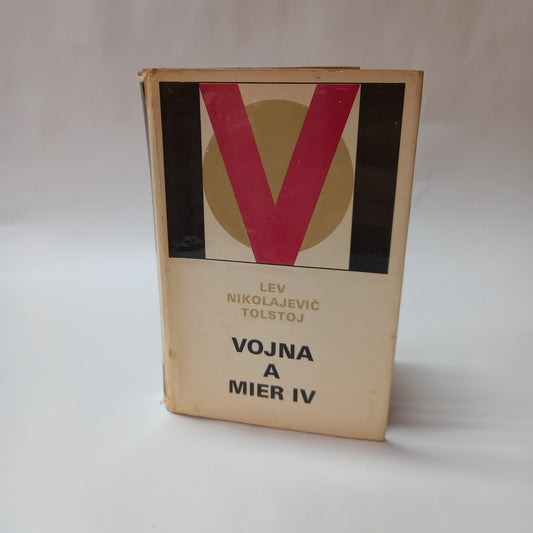 LEV
NIKOLAJEVIČ
TOLSTOJ
VOJNA
A
MIER IV